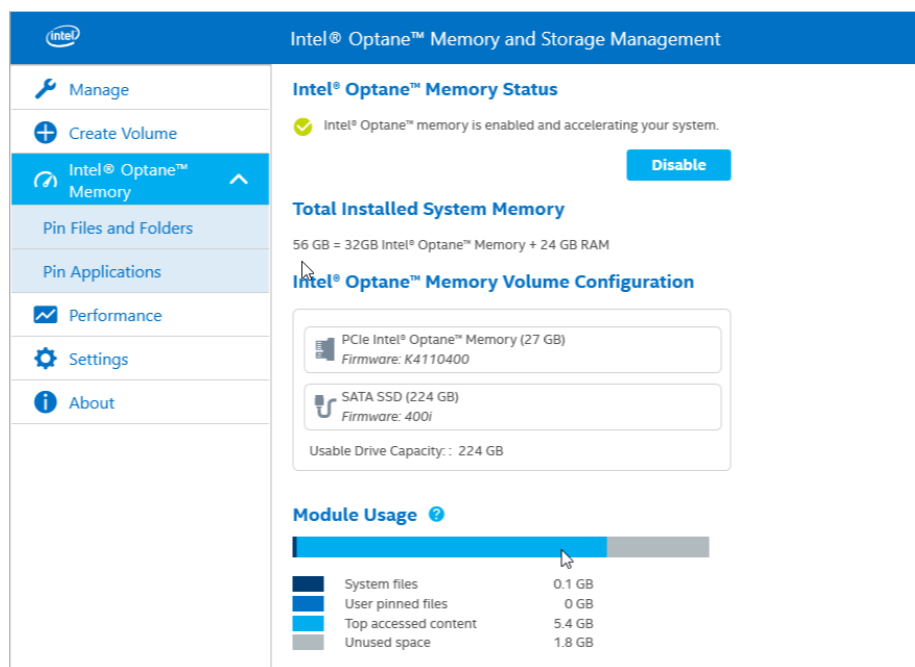 intel
Intel® Optane™ Memory and Storage Management
Manage
Create Volume
Intel® Optane™
Memory
Pin Files and Folders
Pin Applications
Performance
Settings
About
Intel® Optane™ Memory Status
Intel® Optane™ memory is enabled and accelerating your system.
Disable
Total Installed System Memory
56 GB = 32GB Intel® Optane™ Memory + 24 GB RAM
Intel® Optane™ Memory Volume Configuration
PCIe Intel® Optane™ Memory (27 GB)
Firmware: K4110400
SATA SSD (224 GB)
Firmware: 400i
Usable Drive Capacity: : 224 GB
Module Usage ?
System files 0.1 GB
User pinned files 0 GB
Top accessed content 5.4 GB
Unused space 1.8 GB